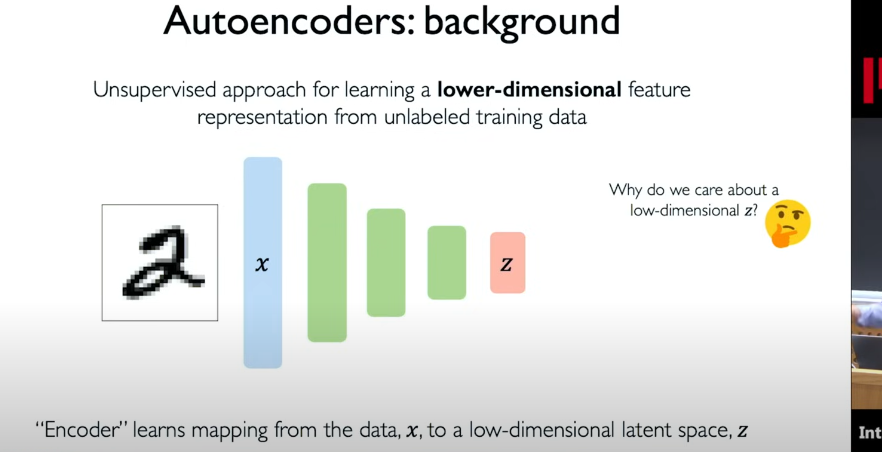 Autoencoders: background
Unsupervised approach for learning a lower-dimensional feature
representation from unlabeled training data
Why do we care about a
low-dimensional z?
x
z
"Encoder" learns mapping from the data, x, to a low-dimensional latent space, z
Int